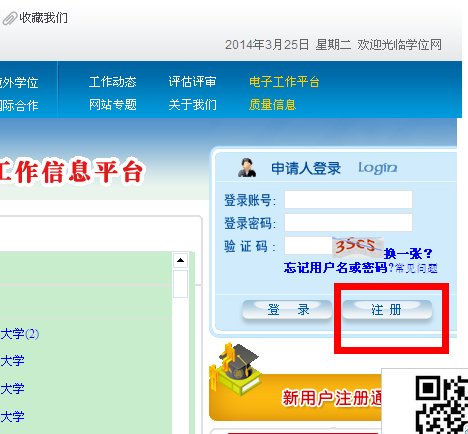 收藏我们
2014年3月25日 星期二 欢迎光临学位网
境外学位 工作动态 评估评审 电子工作平台
国际合作 网站专题 关于我们 质量信息
工作信息平台
申请人登录 Login
登录账号:
登录密码:
验 证 码: 35C5 换一张？
忘记用户名或密码?常见问题
登 录 注 册
大学(2)
大学
大学
大学
新用户注册通